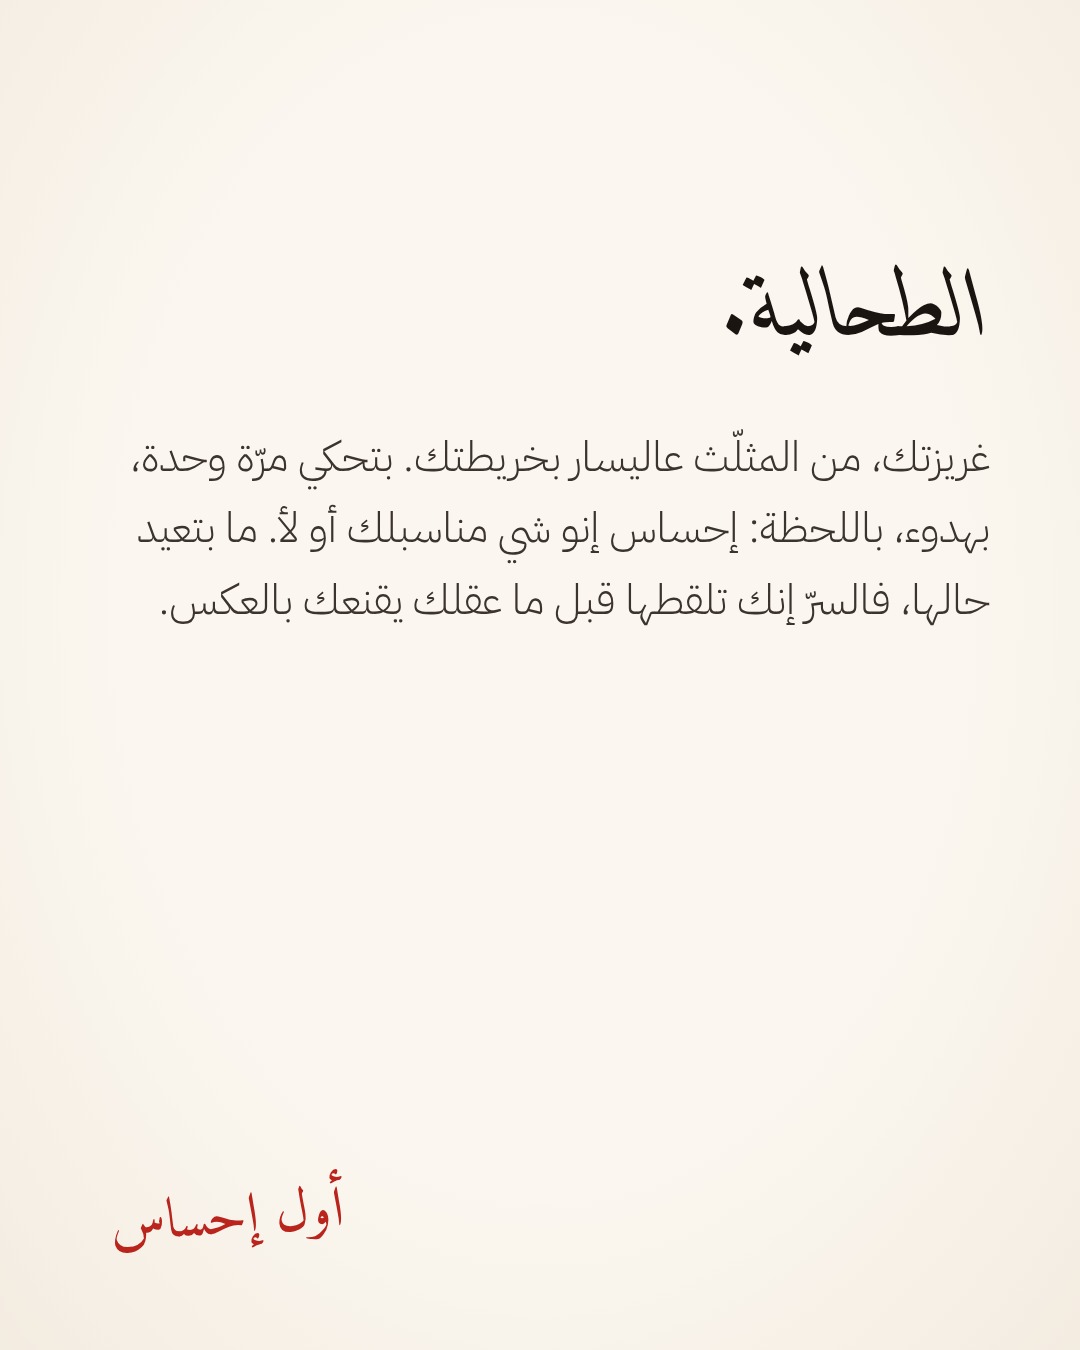 الطحالية.
غريزتك، من المثلّث عاليسار بخريطتك. بتحكي مرّة وحدة،
بهدوء، باللحظة: إحساس إنو شي مناسبلك أو لأ. ما بتعيد
حالها، فالسرّ إنك تلقطها قبل ما عقلك يقنعك بالعكس.
أول إحساس